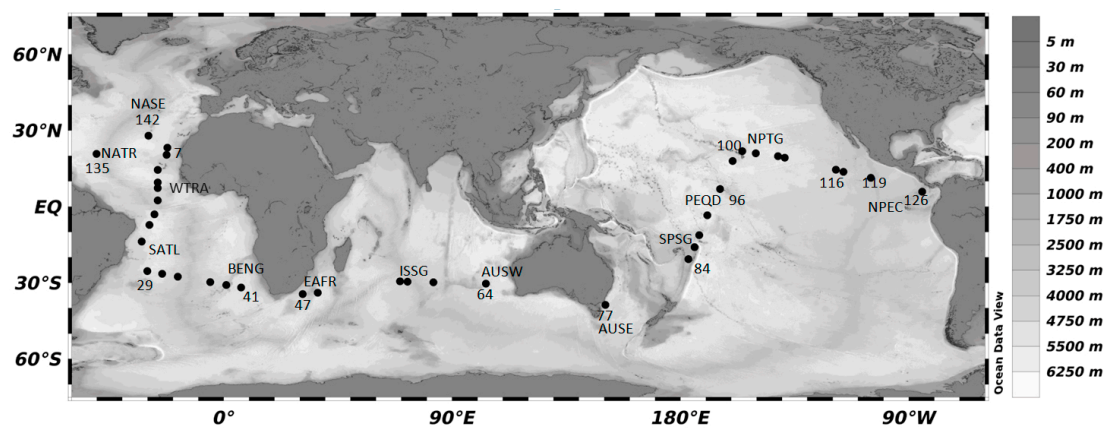 60°N
30°N
EQ
30°S
60°S
NASE
142
NATR
135
7
WTRA
SATL
29
BENG
41
EAFR
47
ISSG
AUSW
64
77
AUSE
100
NPTG
PEQD 96
SPSG
84
116
119
NPEC
126
0°
90°E
180°E
90°W
Ocean Data View
5 m
30 m
60 m
90 m
200 m
400 m
1000 m
1750 m
2500 m
3250 m
4000 m
4750 m
5500 m
6250 m